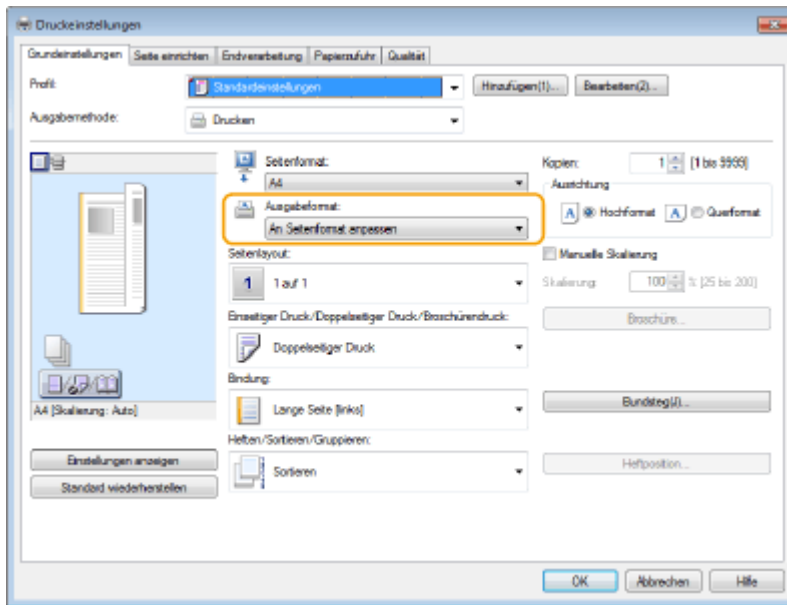 Druckeinstellungen
Grundeinstellungen Seite einrichten Endverarbeitung Papierzufuhr Qualität
Profil: Standardeinstellungen Hinzufügen(1)... Bearbeiten(2)...
Ausgabemethode: Drucken
Seitenformat: Kopien: 1 [1 bis 9999]
A4 Ausrichtung
Ausgabeformat: A Hochformat A Querformat
An Seitenformat anpassen
Seitenlayout: Manuelle Skalierung
1 1 auf 1 Skalierung: 100 % [25 bis 200]
Einseitiger Druck/Doppelseitiger Druck/Broschürendruck: Broschüre...
Doppelseitiger Druck
Bindung:
A4 [Skalierung: Auto] Lange Seite [links] Bundsteg(J)...
Heften/Sortieren/Gruppieren:
Einstellungen anzeigen Sortieren Heftposition...
Standard wiederherstellen
OK Abbrechen Hilfe